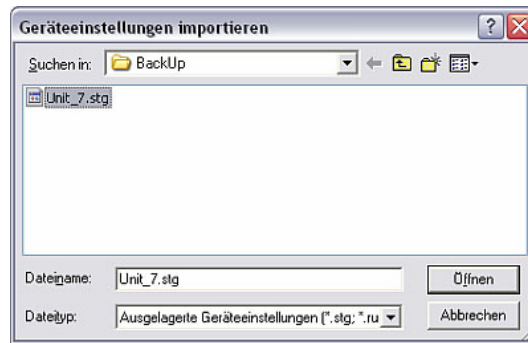 Geräteeinstellungen importieren
Suchen in: BackUp
Unit_7.stg
Dateiname: Unit_7.stg Öffnen
Dateityp: Ausgelagerte Geräteeinstellungen (*.stg; *.ru Abbrechen